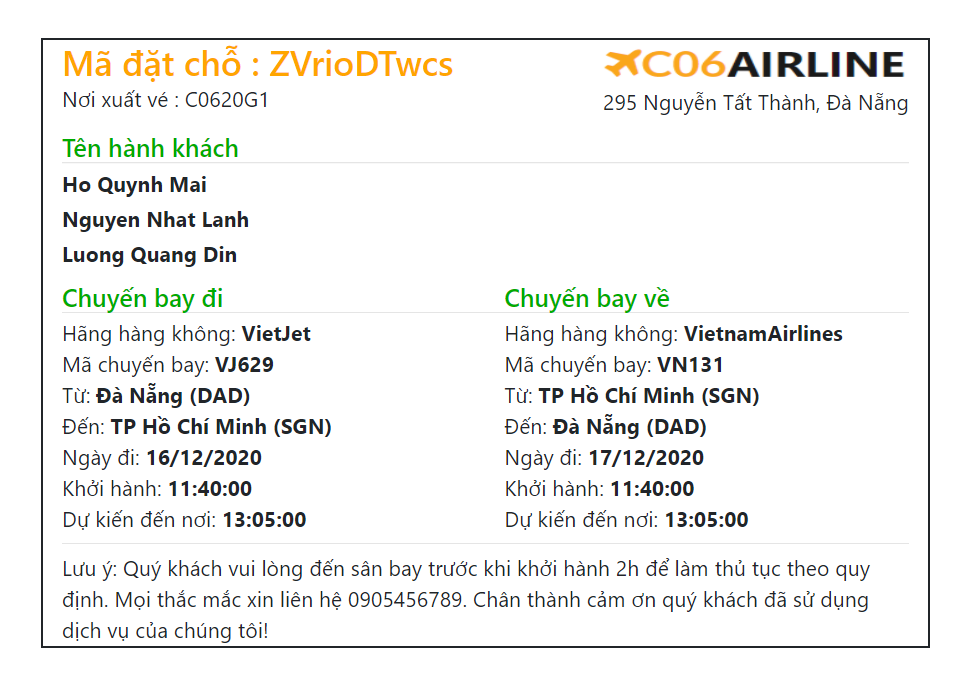 Mã đặt chỗ : ZVrioDTwcs
C06AIRLINE
Nơi xuất vé : C0620G1
295 Nguyễn Tất Thành, Đà Nẵng
Tên hành khách
Ho Quynh Mai
Nguyen Nhat Lanh
Luong Quang Din
Chuyến bay đi
Hãng hàng không: VietJet
Mã chuyến bay: VJ629
Từ: Đà Nẵng (DAD)
Đến: TP Hồ Chí Minh (SGN)
Ngày đi: 16/12/2020
Khởi hành: 11:40:00
Dự kiến đến nơi: 13:05:00
Chuyến bay về
Hãng hàng không: VietnamAirlines
Mã chuyến bay: VN131
Từ: TP Hồ Chí Minh (SGN)
Đến: Đà Nẵng (DAD)
Ngày đi: 17/12/2020
Khởi hành: 11:40:00
Dự kiến đến nơi: 13:05:00
Lưu ý: Quý khách vui lòng đến sân bay trước khi khởi hành 2h để làm thủ tục theo quy
định. Mọi thắc mắc xin liên hệ 0905456789. Chân thành cảm ơn quý khách đã sử dụng
dịch vụ của chúng tôi!